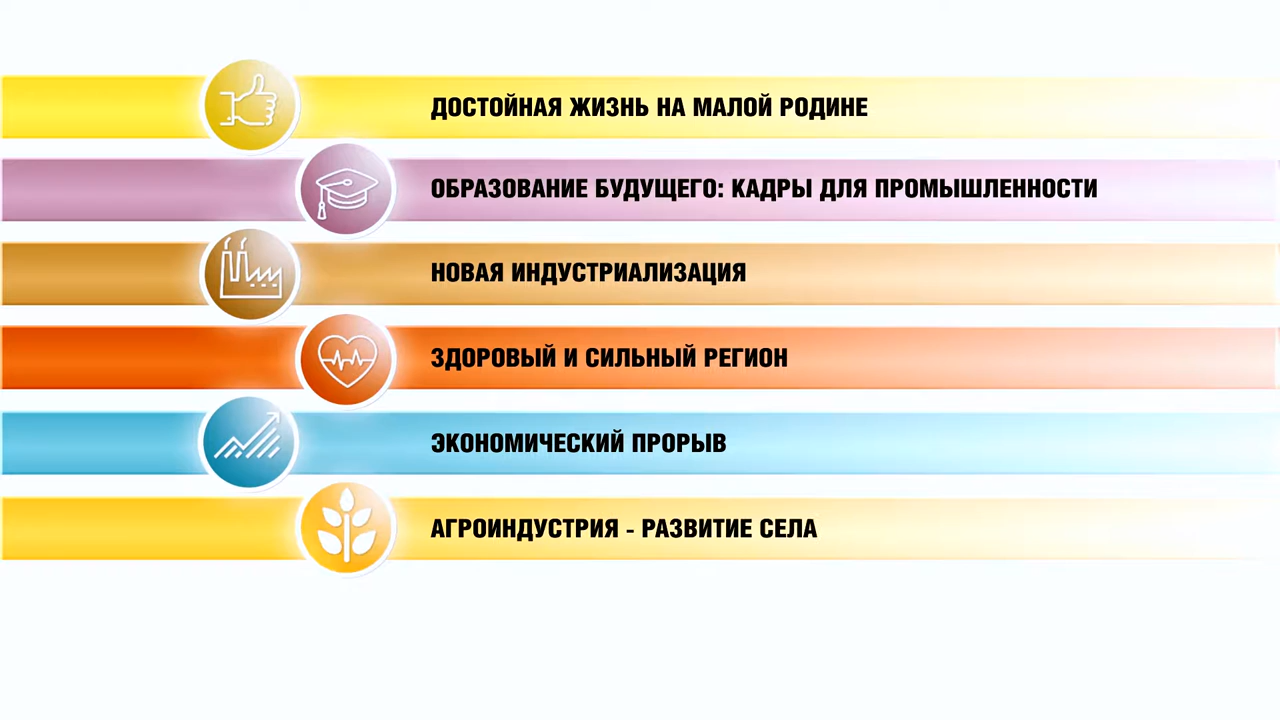 ДОСТОЙНАЯ ЖИЗНЬ НА МАЛОЙ РОДИНЕ
ОБРАЗОВАНИЕ БУДУЩЕГО: КАДРЫ ДЛЯ ПРОМЫШЛЕННОСТИ
НОВАЯ ИНДУСТРИАЛИЗАЦИЯ
ЗДОРОВЫЙ И СИЛЬНЫЙ РЕГИОН
ЭКОНОМИЧЕСКИЙ ПРОРЫВ
АГРОИНДУСТРИЯ - РАЗВИТИЕ СЕЛА